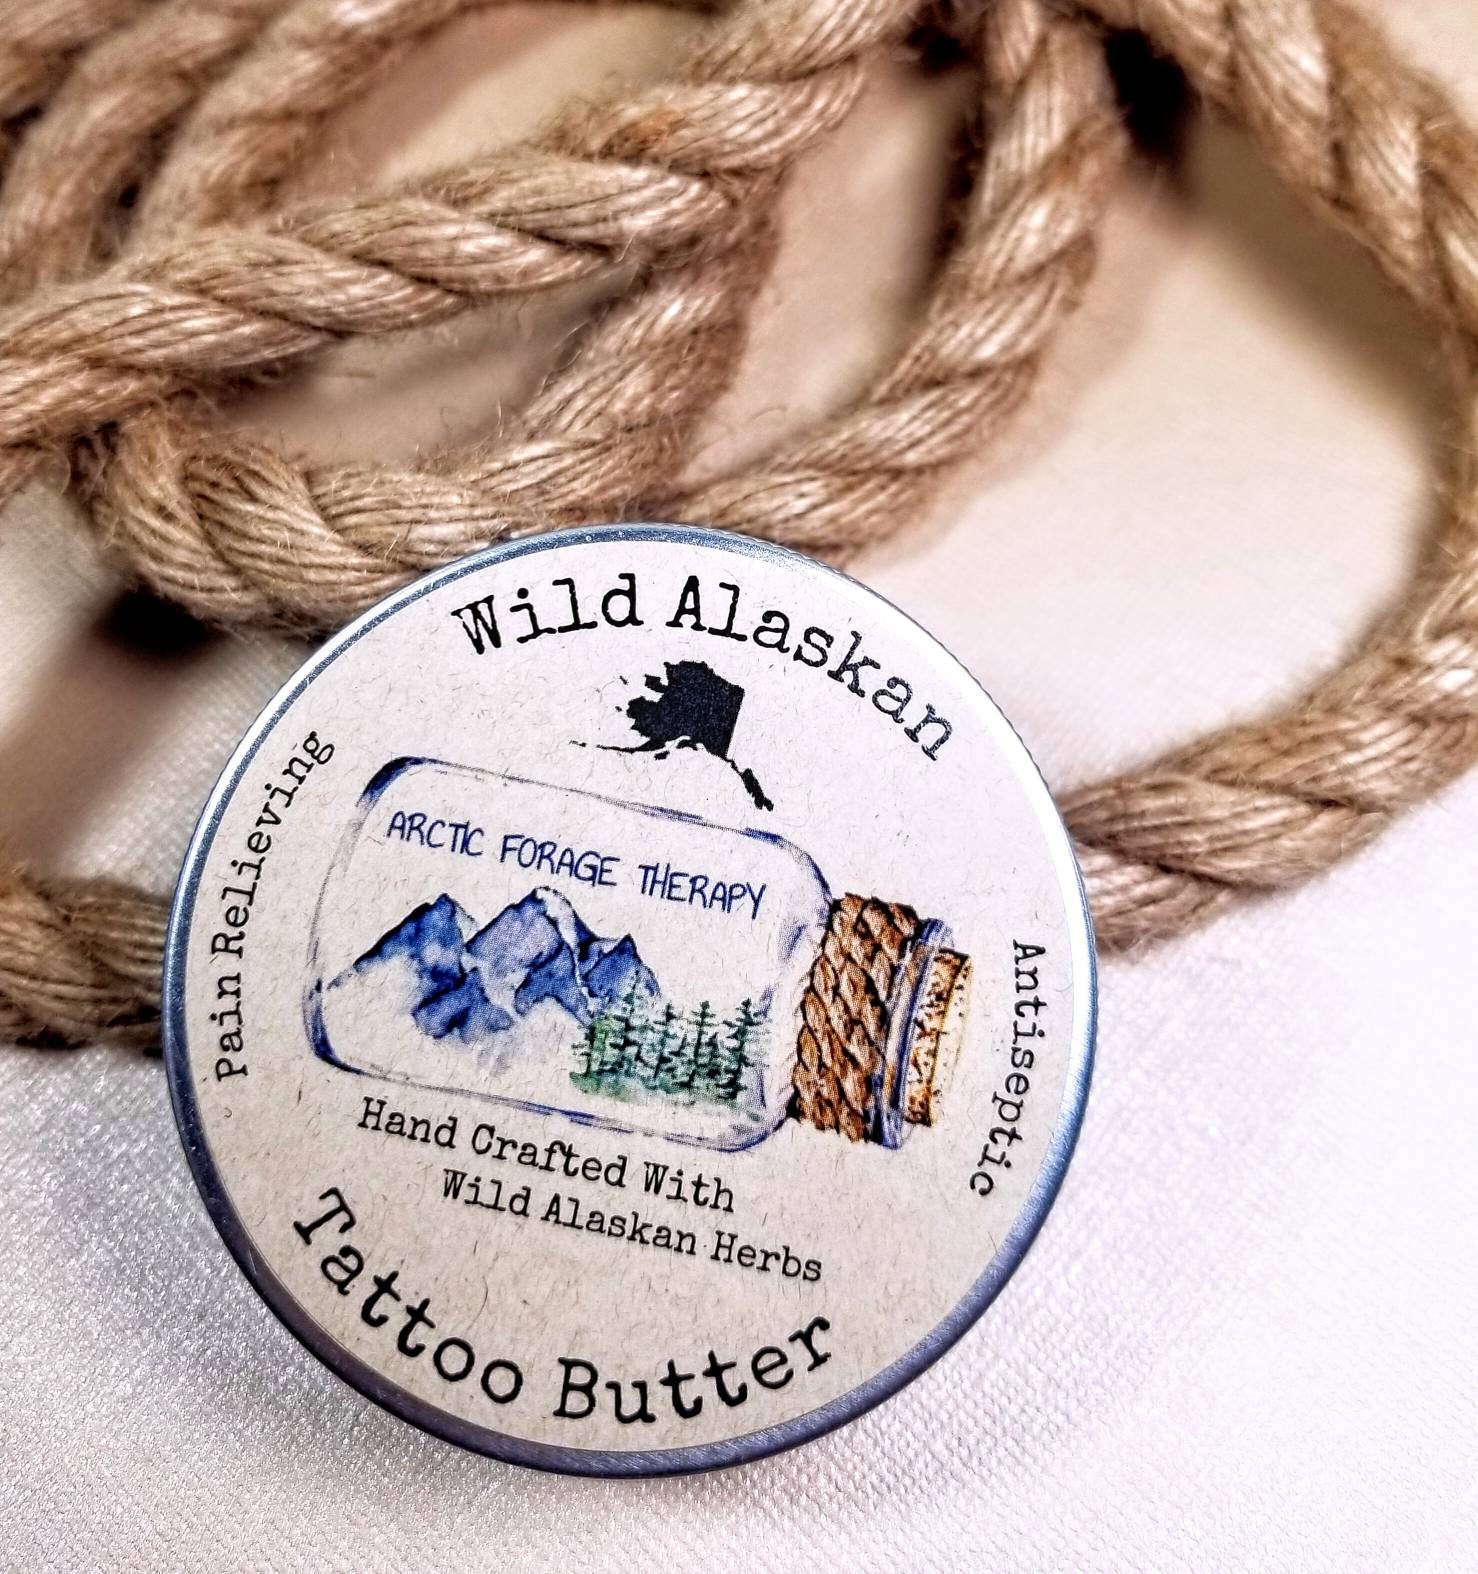 Wild Alaskan
Pain Relieving
ARCTIC FORAGE THERAPY
Antiseptic
Hand Crafted With
Wild Alaskan Herbs
Tattoo Butter